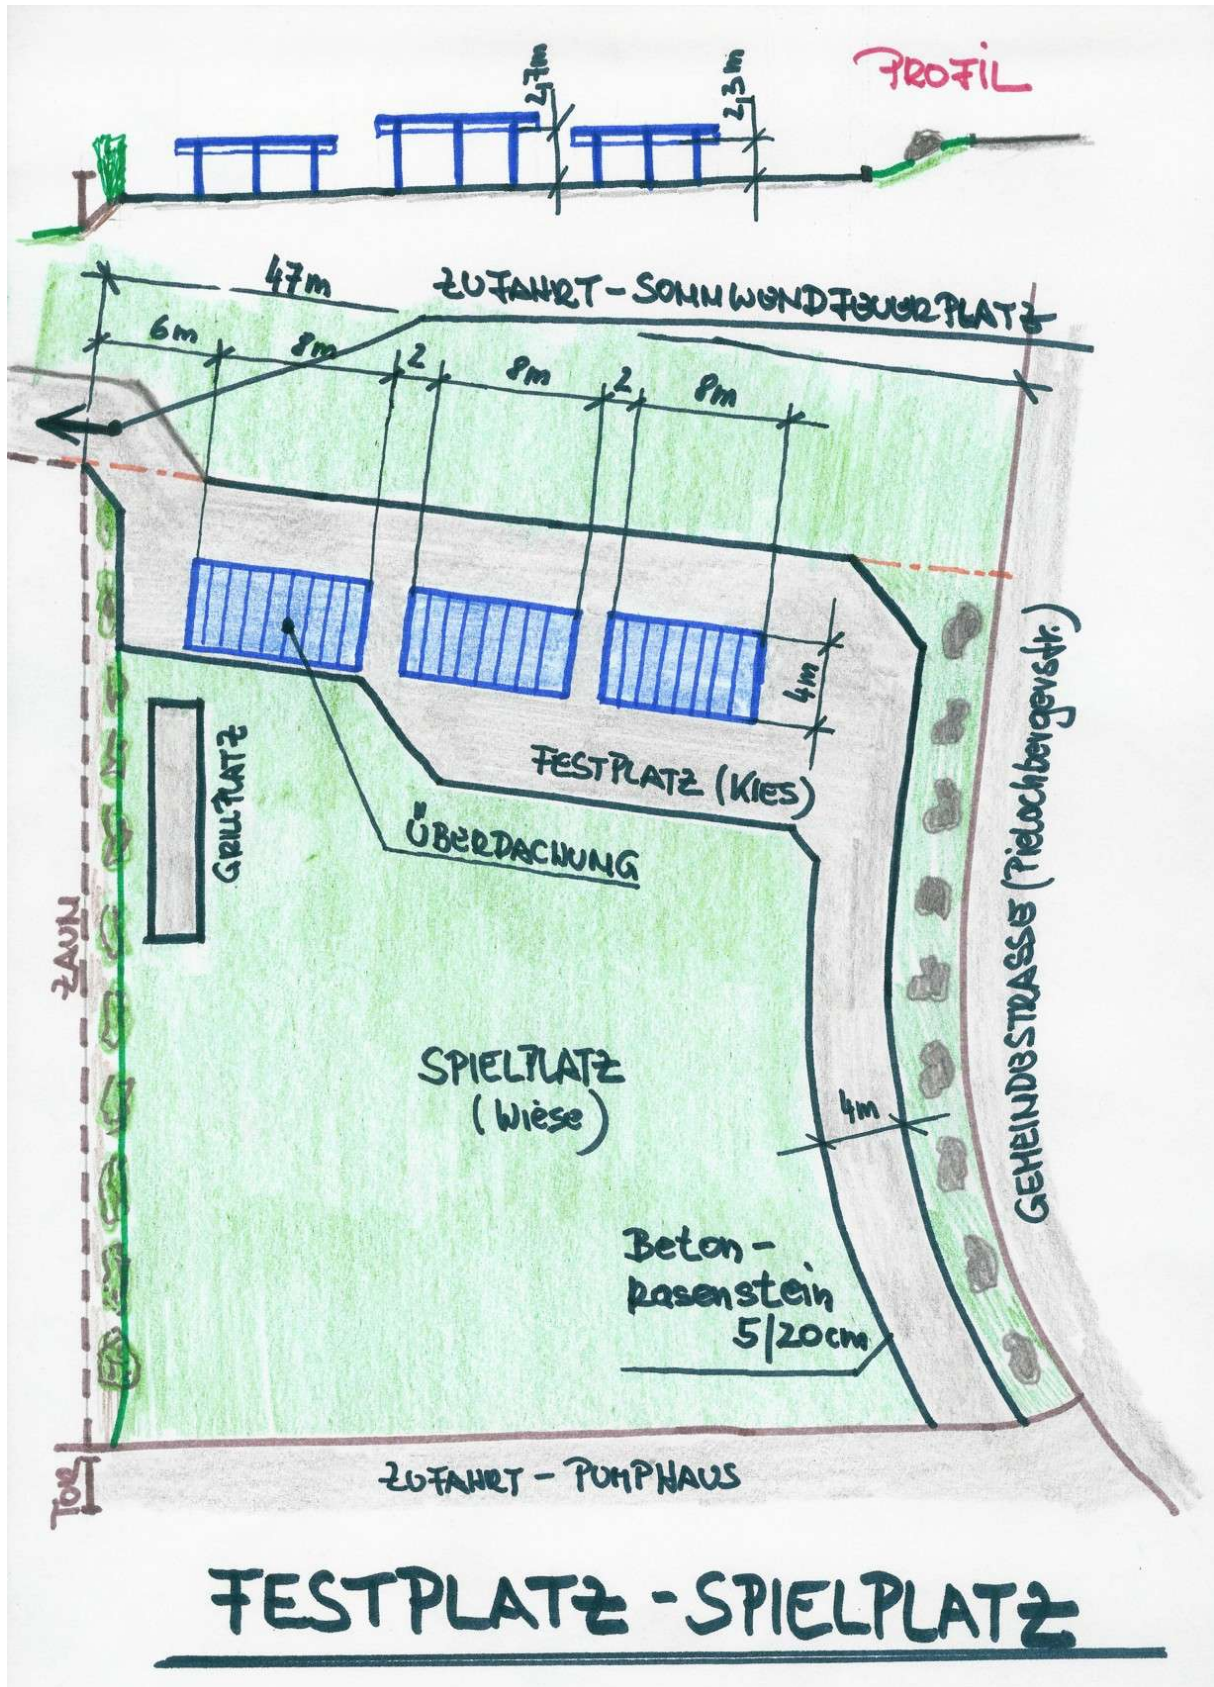 PROFIL
2,7m
2,3m
47m
ZUFAHRT-SONNWENDFEUERPLATZ
6m
8m
2
8m
2
8m
4m
FESTPLATZ (KIES)
GRILLPLATZ
ÜBERDACHUNG
ZAUN
GEMEINDESTRASSE (Pielachbergerstr.)
SPIELPLATZ
(Wiese)
4m
Beton-
rasenstein
5/20cm
TOR
ZUFAHRT - PUMPHAUS
FESTPLATZ - SPIELPLATZ